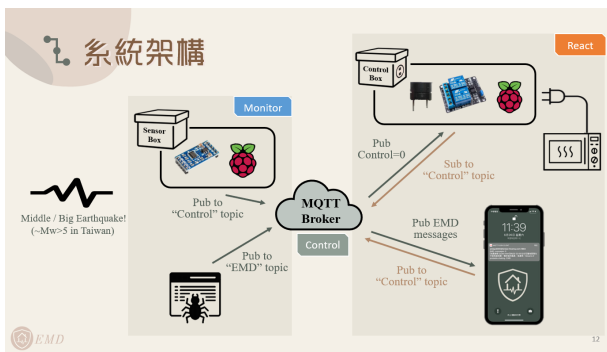 系統架構
React
Control
Box
Monitor
Sensor
Box
Pub
Control=0
Sub to
“Control” topic
Middle / Big Earthquake!
(~Mw>5 in Taiwan)
Pub to
“Control” topic
MQTT
Broker
Control
Pub to
“EMD” topic
Pub EMD
messages
Pub to
“Control” topic
11:39
EMD
12